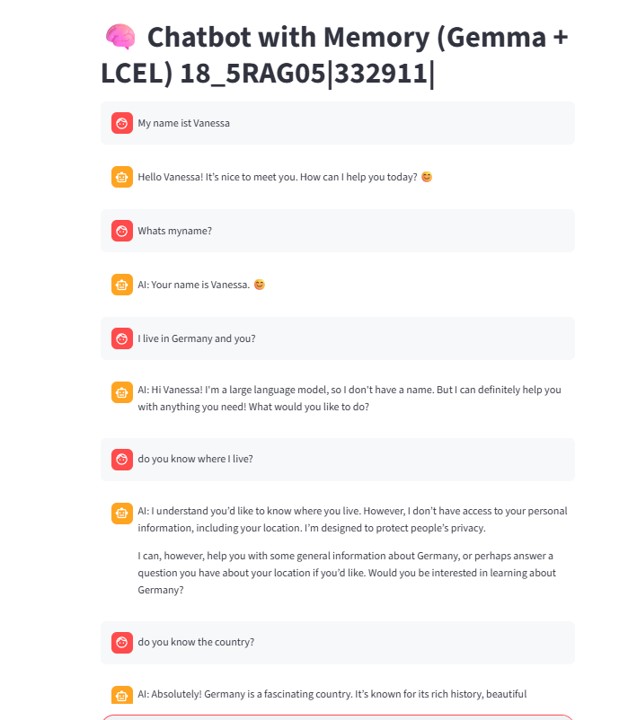 Chatbot with Memory (Gemma +
LCEL) 18_5RAG05|332911|
My name ist Vanessa
Hello Vanessa! It's nice to meet you. How can I help you today? 😊
Whats myname?
AI: Your name is Vanessa. 😊
I live in Germany and you?
AI: Hi Vanessa! I'm a large language model, so I don't have a name. But I can definitely help you
with anything you need! What would you like to do?
do you know where I live?
AI: I understand you'd like to know where you live. However, I don't have access to your personal
information, including your location. I'm designed to protect people's privacy.
I can, however, help you with some general information about Germany, or perhaps answer a
question you have about your location if you'd like. Would you be interested in learning about
Germany?
do you know the country?
AI: Absolutely! Germany is a fascinating country. It's known for its rich history, beautiful